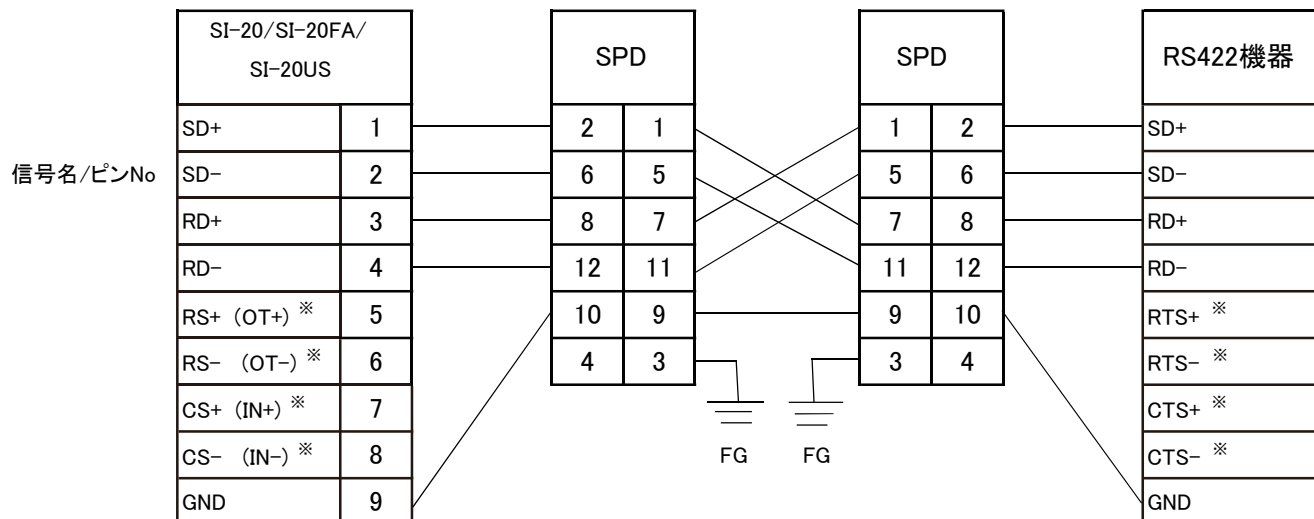 SI-20/SI-20FA/
SI-20US
SPD
SPD
RS422機器
信号名/ピンNo
SD+ 1 2 1 1 2 SD+
SD- 2 6 5 5 6 SD-
RD+ 3 8 7 7 8 RD+
RD- 4 12 11 11 12 RD-
RS+ (OT+) ※ 5 10 9 9 10 RTS+ ※
RS- (OT-) ※ 6 4 3 3 4 RTS- ※
CS+ (IN+) ※ 7 CTS+ ※
CS- (IN-) ※ 8 FG FG CTS- ※
GND 9 GND